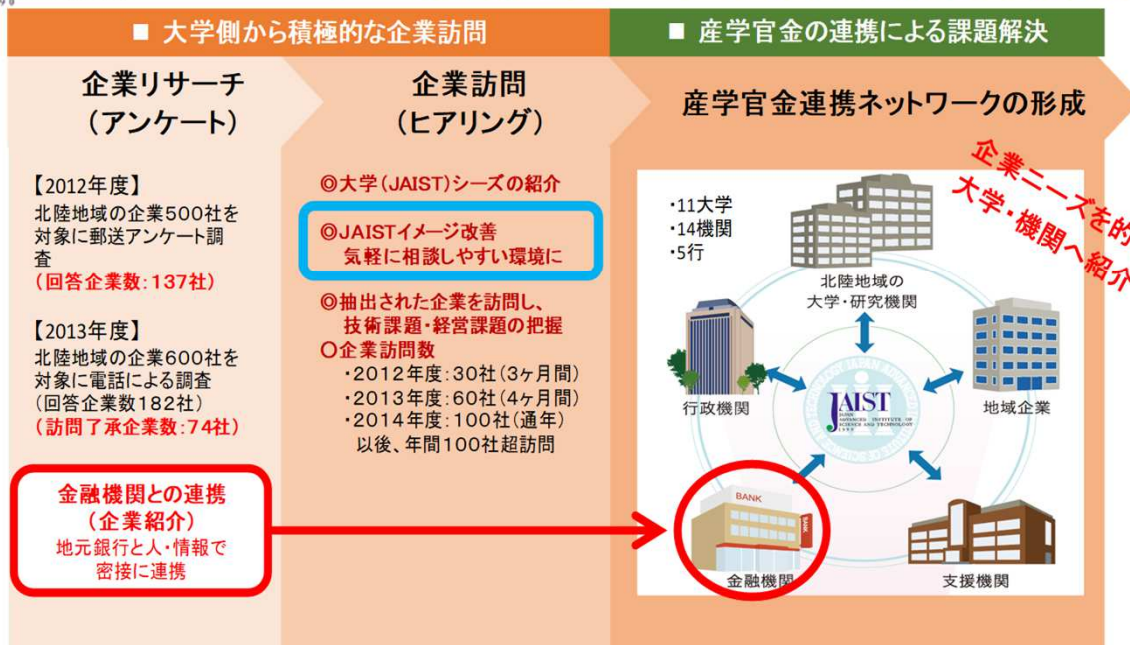 ■ 大学側から積極的な企業訪問
■ 産学官金の連携による課題解決
企業リサーチ
（アンケート）
【2012年度】
北陸地域の企業500社を
対象に郵送アンケート調
査
（回答企業数：137社）
【2013年度】
北陸地域の企業600社を
対象に電話による調査
（回答企業数182社）
（訪問了承企業数：74社）
金融機関との連携
（企業紹介）
地元銀行と人・情報で
密接に連携
企業訪問
（ヒアリング）
◎大学（JAIST）シーズの紹介
◎JAISTイメージ改善
気軽に相談しやすい環境に
◎抽出された企業を訪問し、
技術課題・経営課題の把握
〇企業訪問数
・2012年度：30社（3ヶ月間）
・2013年度：60社（4ヶ月間）
・2014年度：100社（通年）
以後、年間100社超訪問
産学官金連携ネットワークの形成
企業ニーズを的
大学・機関へ紹介
・11大学
・14機関
・5行
北陸地域の
大学・研究機関
行政機関
JAIST
JAPAN
ADVANCED INSTITUTE OF
SCIENCE AND TECHNOLOGY
1990
地域企業
BANK
BANK
金融機関
支援機関